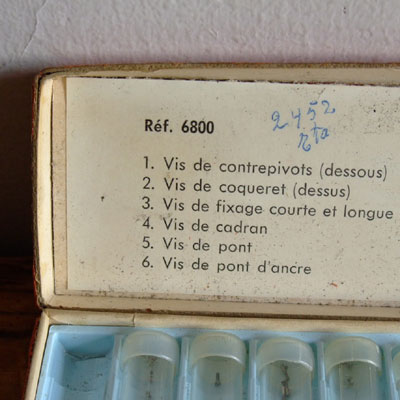 2452
Réf. 6800
1. Vis de contrepivots (dessous)
2. Vis de coqueret (dessus)
3. Vis de fixage courte et longue
4. Vis de cadran
5. Vis de pont
6. Vis de pont d'ancre